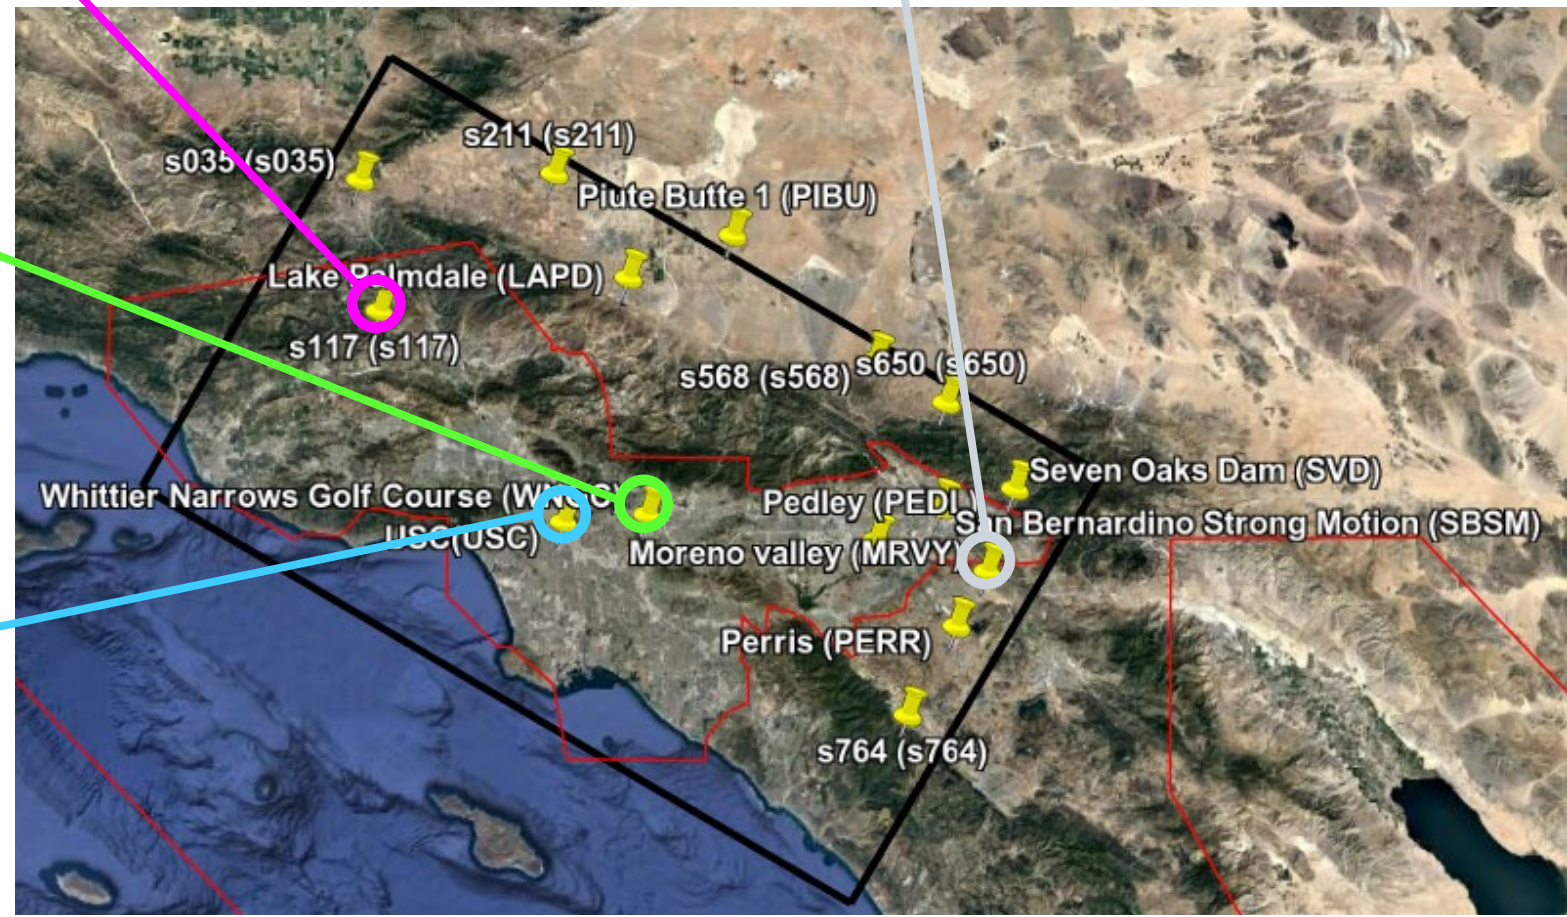 s211 (s211)
s035 (s035)
Piute Butte 1 (PIBU)
Lake Palmdale (LAPD)
s117 (s117)
s568 (s568)
s650 (s650)
Seven Oaks Dam (SVD)
Whittier Narrows Golf Course (WNGC)
Pedley (PEDL)
San Bernardino Strong Motion (SBSM)
USC(USC)
Moreno valley (MRVY)
Perris (PERR)
s764 (s764)